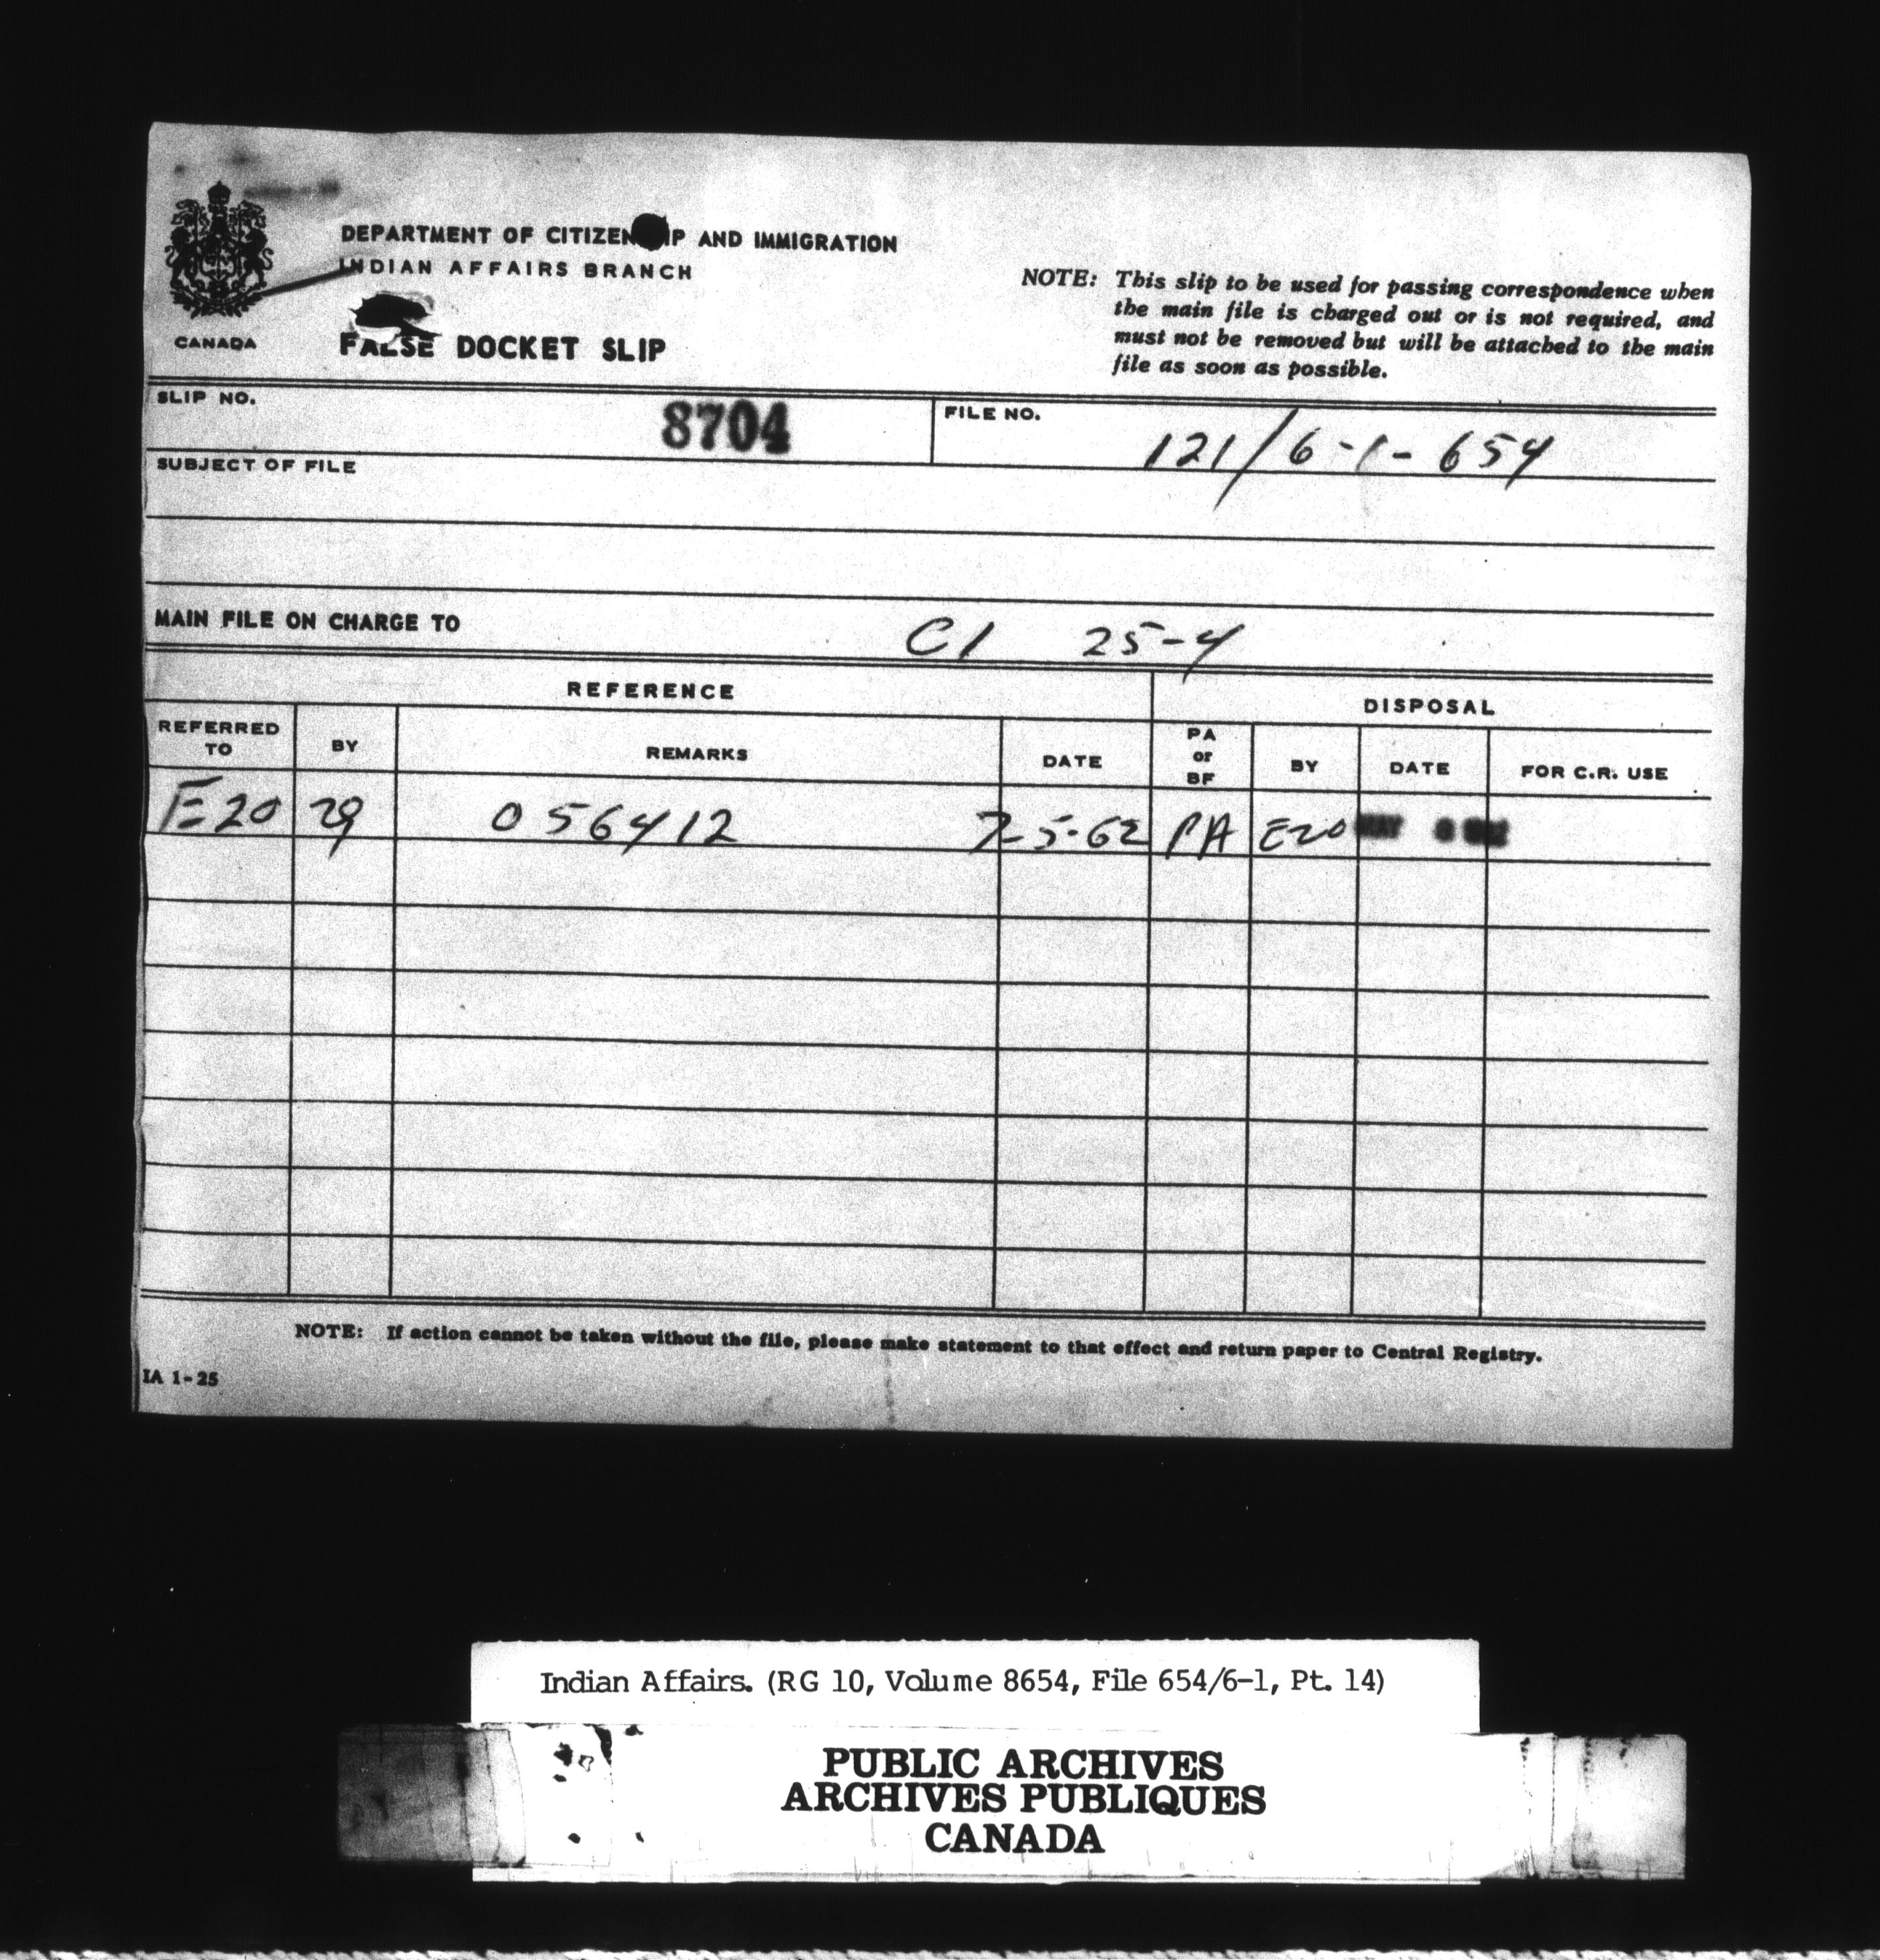 DEPARTMENT OF CITIZEN IP AND IMMIGRATION
INDIAN AFFAIRS BRANCH
CANADA
FALSE DOCKET SLIP
NOTE: This slip to be used for passing correspondence when
the main file is charged out or is not required, and
must not be removed but will be attached to the main
file as soon as possible.
SLIP NO. 8704 FILE NO. 121/6-1-654
SUBJECT OF FILE
MAIN FILE ON CHARGE TO C1 25-4
REFERENCE DISPOSAL
REFERRED TO BY REMARKS DATE PA or BF BY DATE FOR C.R. USE
E20 056412 7-5-62 PA E20 MAY
NOTE: If action cannot be taken without the file, please make statement to that effect and return paper to Central Registry.
IA 1-25
Indian Affairs. (RG 10, Volume 8654, File 654/6-1, Pt. 14)
PUBLIC ARCHIVES
ARCHIVES PUBLIQUES
CANADA